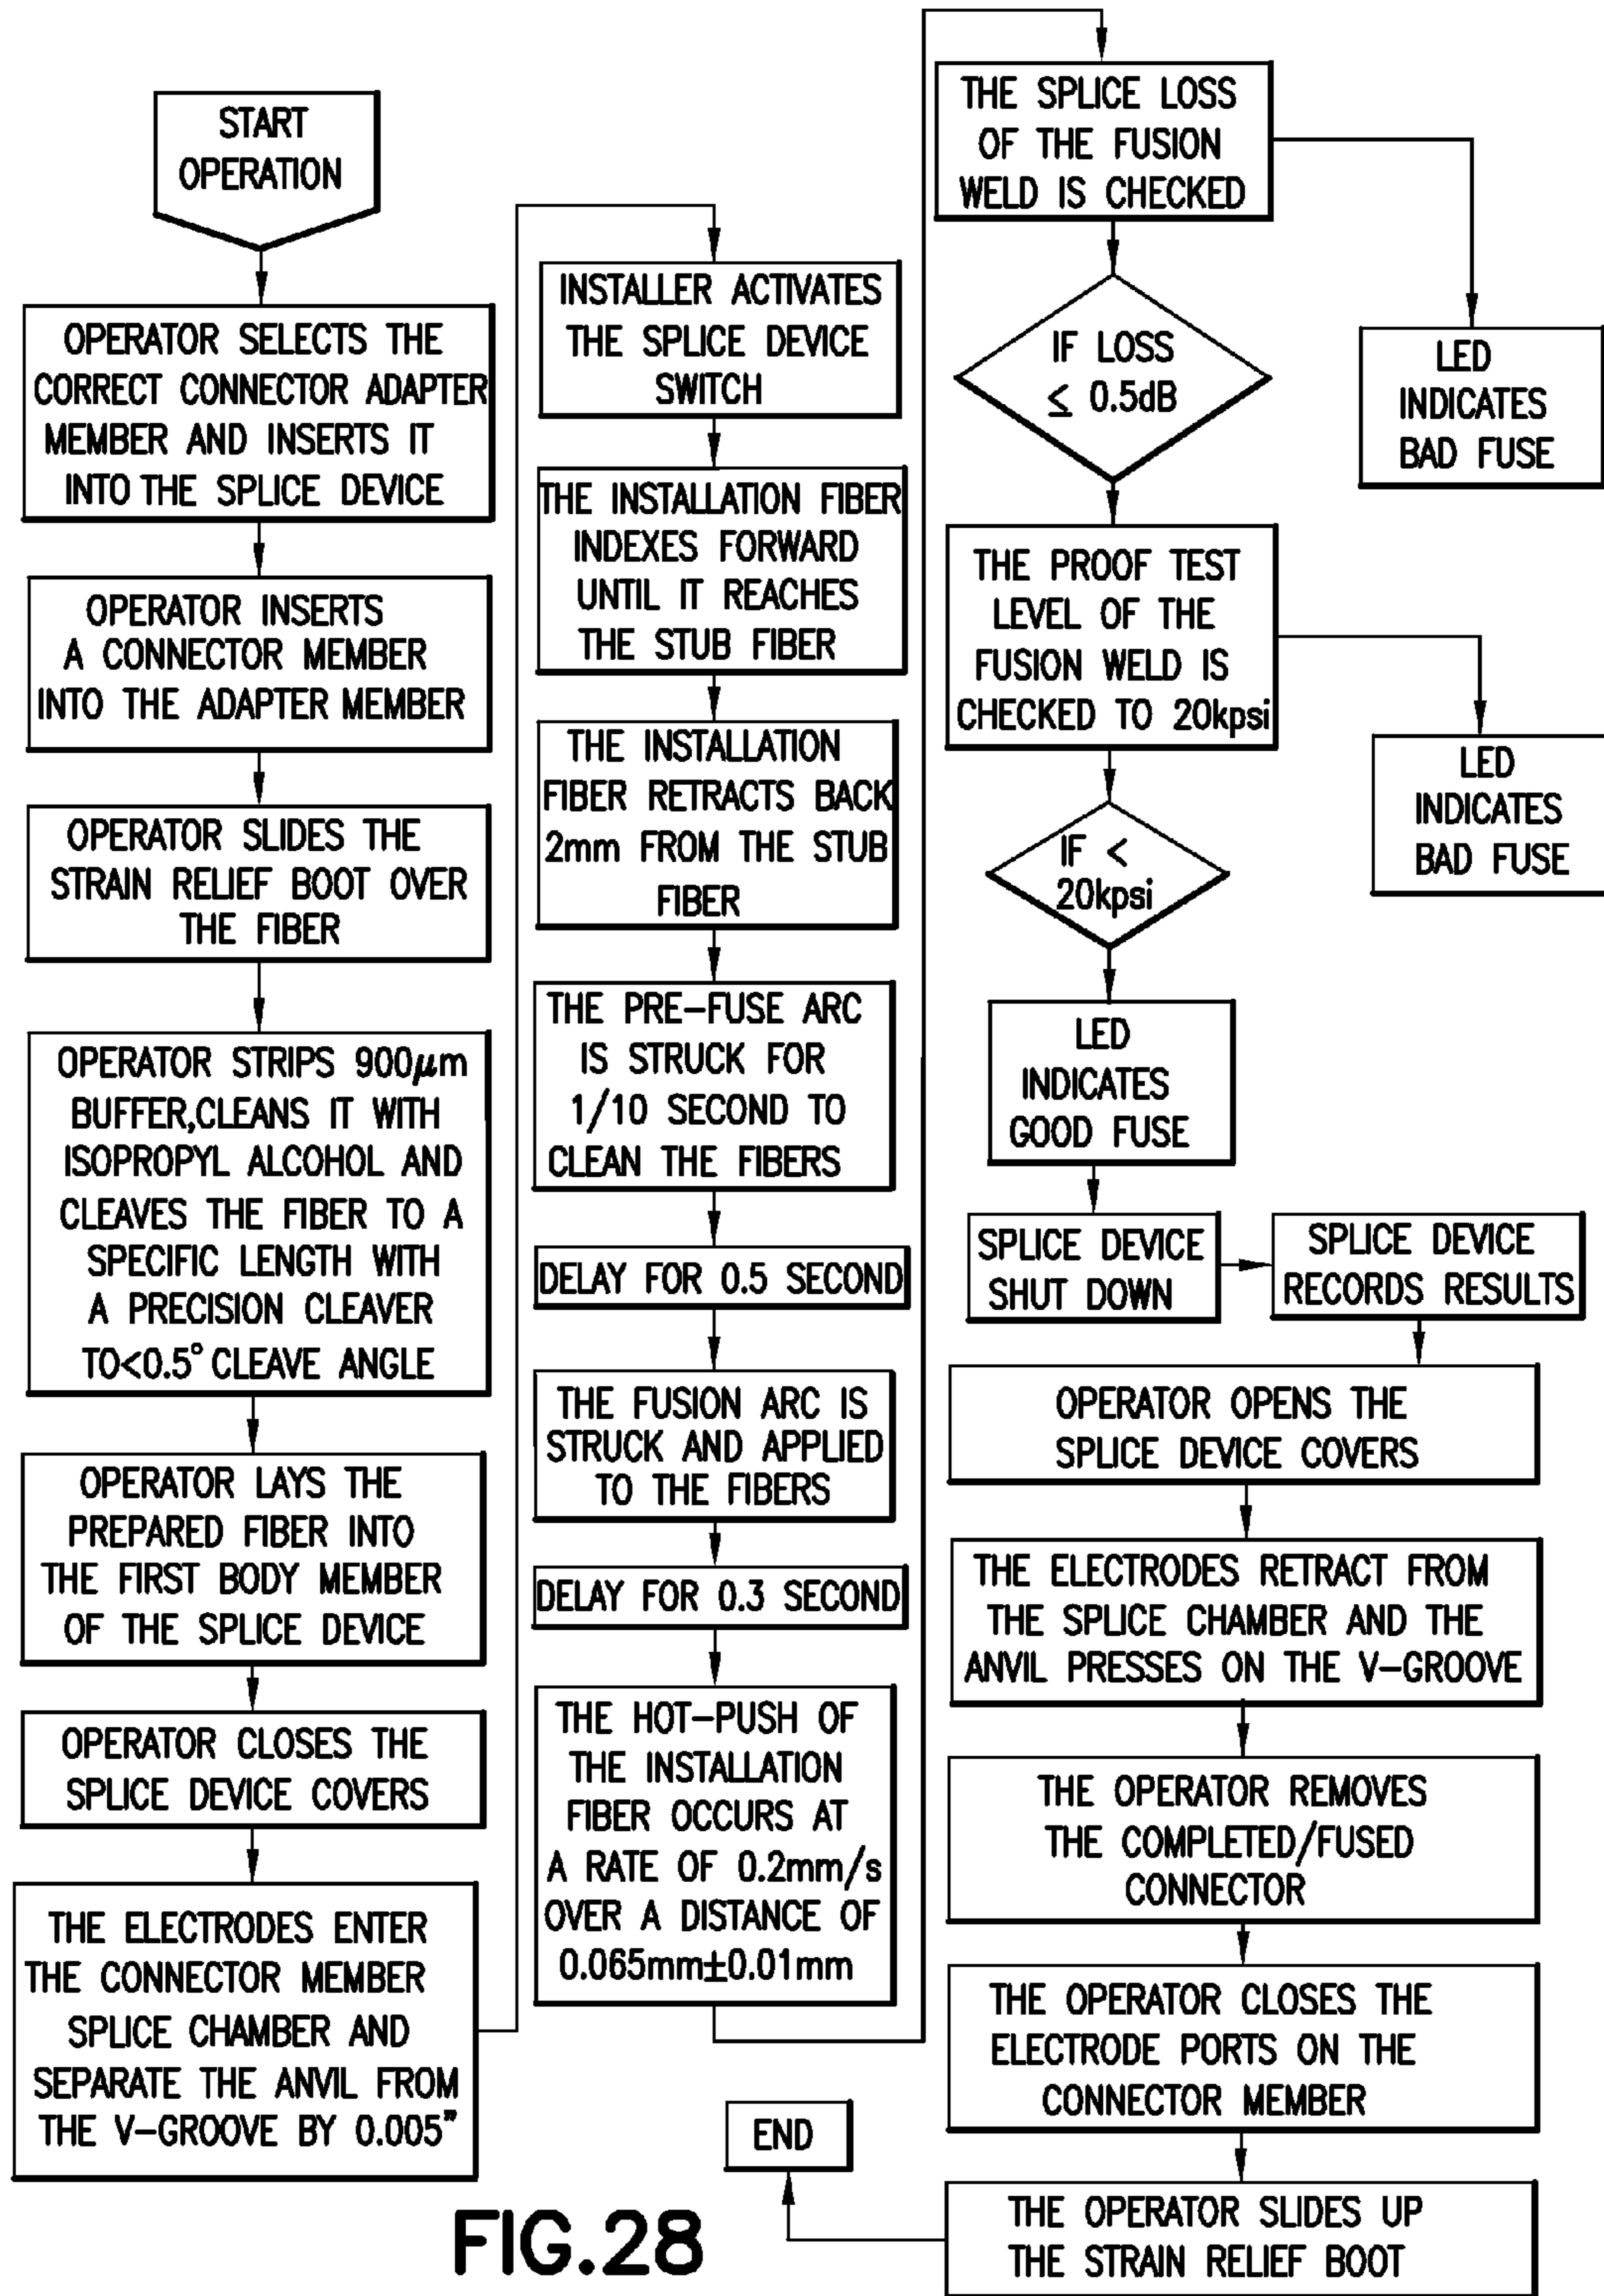 START
OPERATION
OPERATOR SELECTS THE
CORRECT CONNECTOR ADAPTER
MEMBER AND INSERTS IT
INTO THE SPLICE DEVICE
OPERATOR INSERTS
A CONNECTOR MEMBER
INTO THE ADAPTER MEMBER
OPERATOR SLIDES THE
STRAIN RELIEF BOOT OVER
THE FIBER
OPERATOR STRIPS 900μm
BUFFER,CLEANS IT WITH
ISOPROPYL ALCOHOL AND
CLEAVES THE FIBER TO A
SPECIFIC LENGTH WITH
A PRECISION CLEAVER
TO<0.5° CLEAVE ANGLE
OPERATOR LAYS THE
PREPARED FIBER INTO
THE FIRST BODY MEMBER
OF THE SPLICE DEVICE
OPERATOR CLOSES THE
SPLICE DEVICE COVERS
THE ELECTRODES ENTER
THE CONNECTOR MEMBER
SPLICE CHAMBER AND
SEPARATE THE ANVIL FROM
THE V-GROOVE BY 0.005"
INSTALLER ACTIVATES
THE SPLICE DEVICE
SWITCH
THE INSTALLATION FIBER
INDEXES FORWARD
UNTIL IT REACHES
THE STUB FIBER
THE INSTALLATION
FIBER RETRACTS BACK
2mm FROM THE STUB
FIBER
THE PRE-FUSE ARC
IS STRUCK FOR
1/10 SECOND TO
CLEAN THE FIBERS
DELAY FOR 0.5 SECOND
THE FUSION ARC IS
STRUCK AND APPLIED
TO THE FIBERS
DELAY FOR 0.3 SECOND
THE HOT-PUSH OF
THE INSTALLATION
FIBER OCCURS AT
A RATE OF 0.2mm/s
OVER A DISTANCE OF
0.065mm±0.01mm
THE SPLICE LOSS
OF THE FUSION
WELD IS CHECKED
IF LOSS
≤ 0.5dB
LED
INDICATES
BAD FUSE
THE PROOF TEST
LEVEL OF THE
FUSION WELD IS
CHECKED TO 20kpsi
IF <
20kpsi
LED
INDICATES
BAD FUSE
LED
INDICATES
GOOD FUSE
SPLICE DEVICE
SHUT DOWN
SPLICE DEVICE
RECORDS RESULTS
OPERATOR OPENS THE
SPLICE DEVICE COVERS
THE ELECTRODES RETRACT FROM
THE SPLICE CHAMBER AND THE
ANVIL PRESSES ON THE V-GROOVE
THE OPERATOR REMOVES
THE COMPLETED/FUSED
CONNECTOR
THE OPERATOR CLOSES THE
ELECTRODE PORTS ON THE
CONNECTOR MEMBER
THE OPERATOR SLIDES UP
THE STRAIN RELIEF BOOT
END
FIG.28